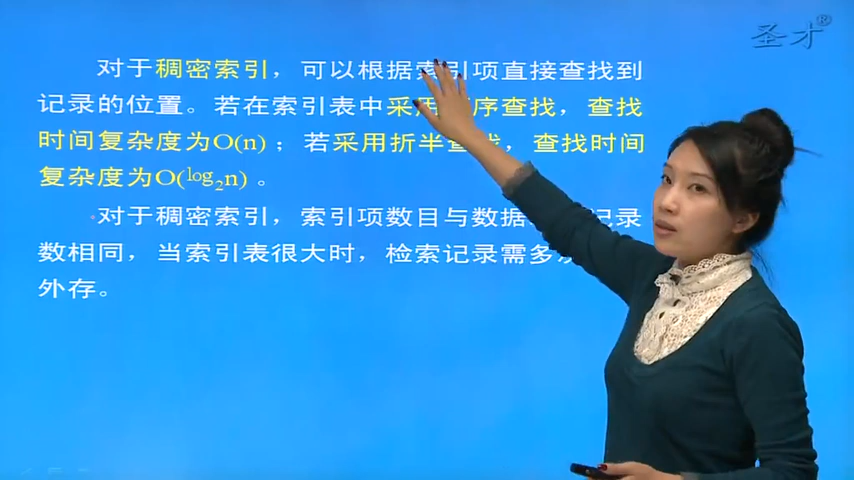 圣才®
对于稠密索引，可以根据索引项直接查找到
记录的位置。若在索引表中采用序查找，查找
时间复杂度为O(n)；若采用折半查找，查找时间
复杂度为O(log₂n)。
对于稠密索引，索引项数目与数据记录
数相同，当索引表很大时，检索记录需多
外存。